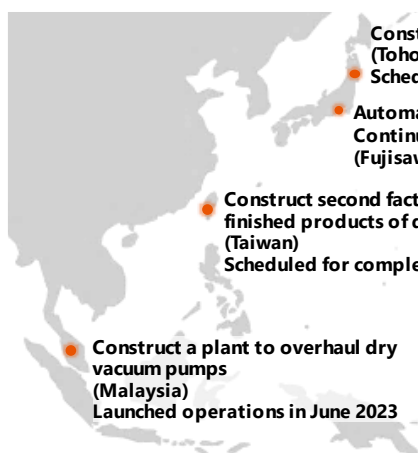 Const
(Toho
Sched
Automa
Continu
(Fujisaw
Construct second fact
finished products of d
(Taiwan)
Scheduled for comple
Construct a plant to overhaul dry
vacuum pumps
(Malaysia)
Launched operations in June 2023